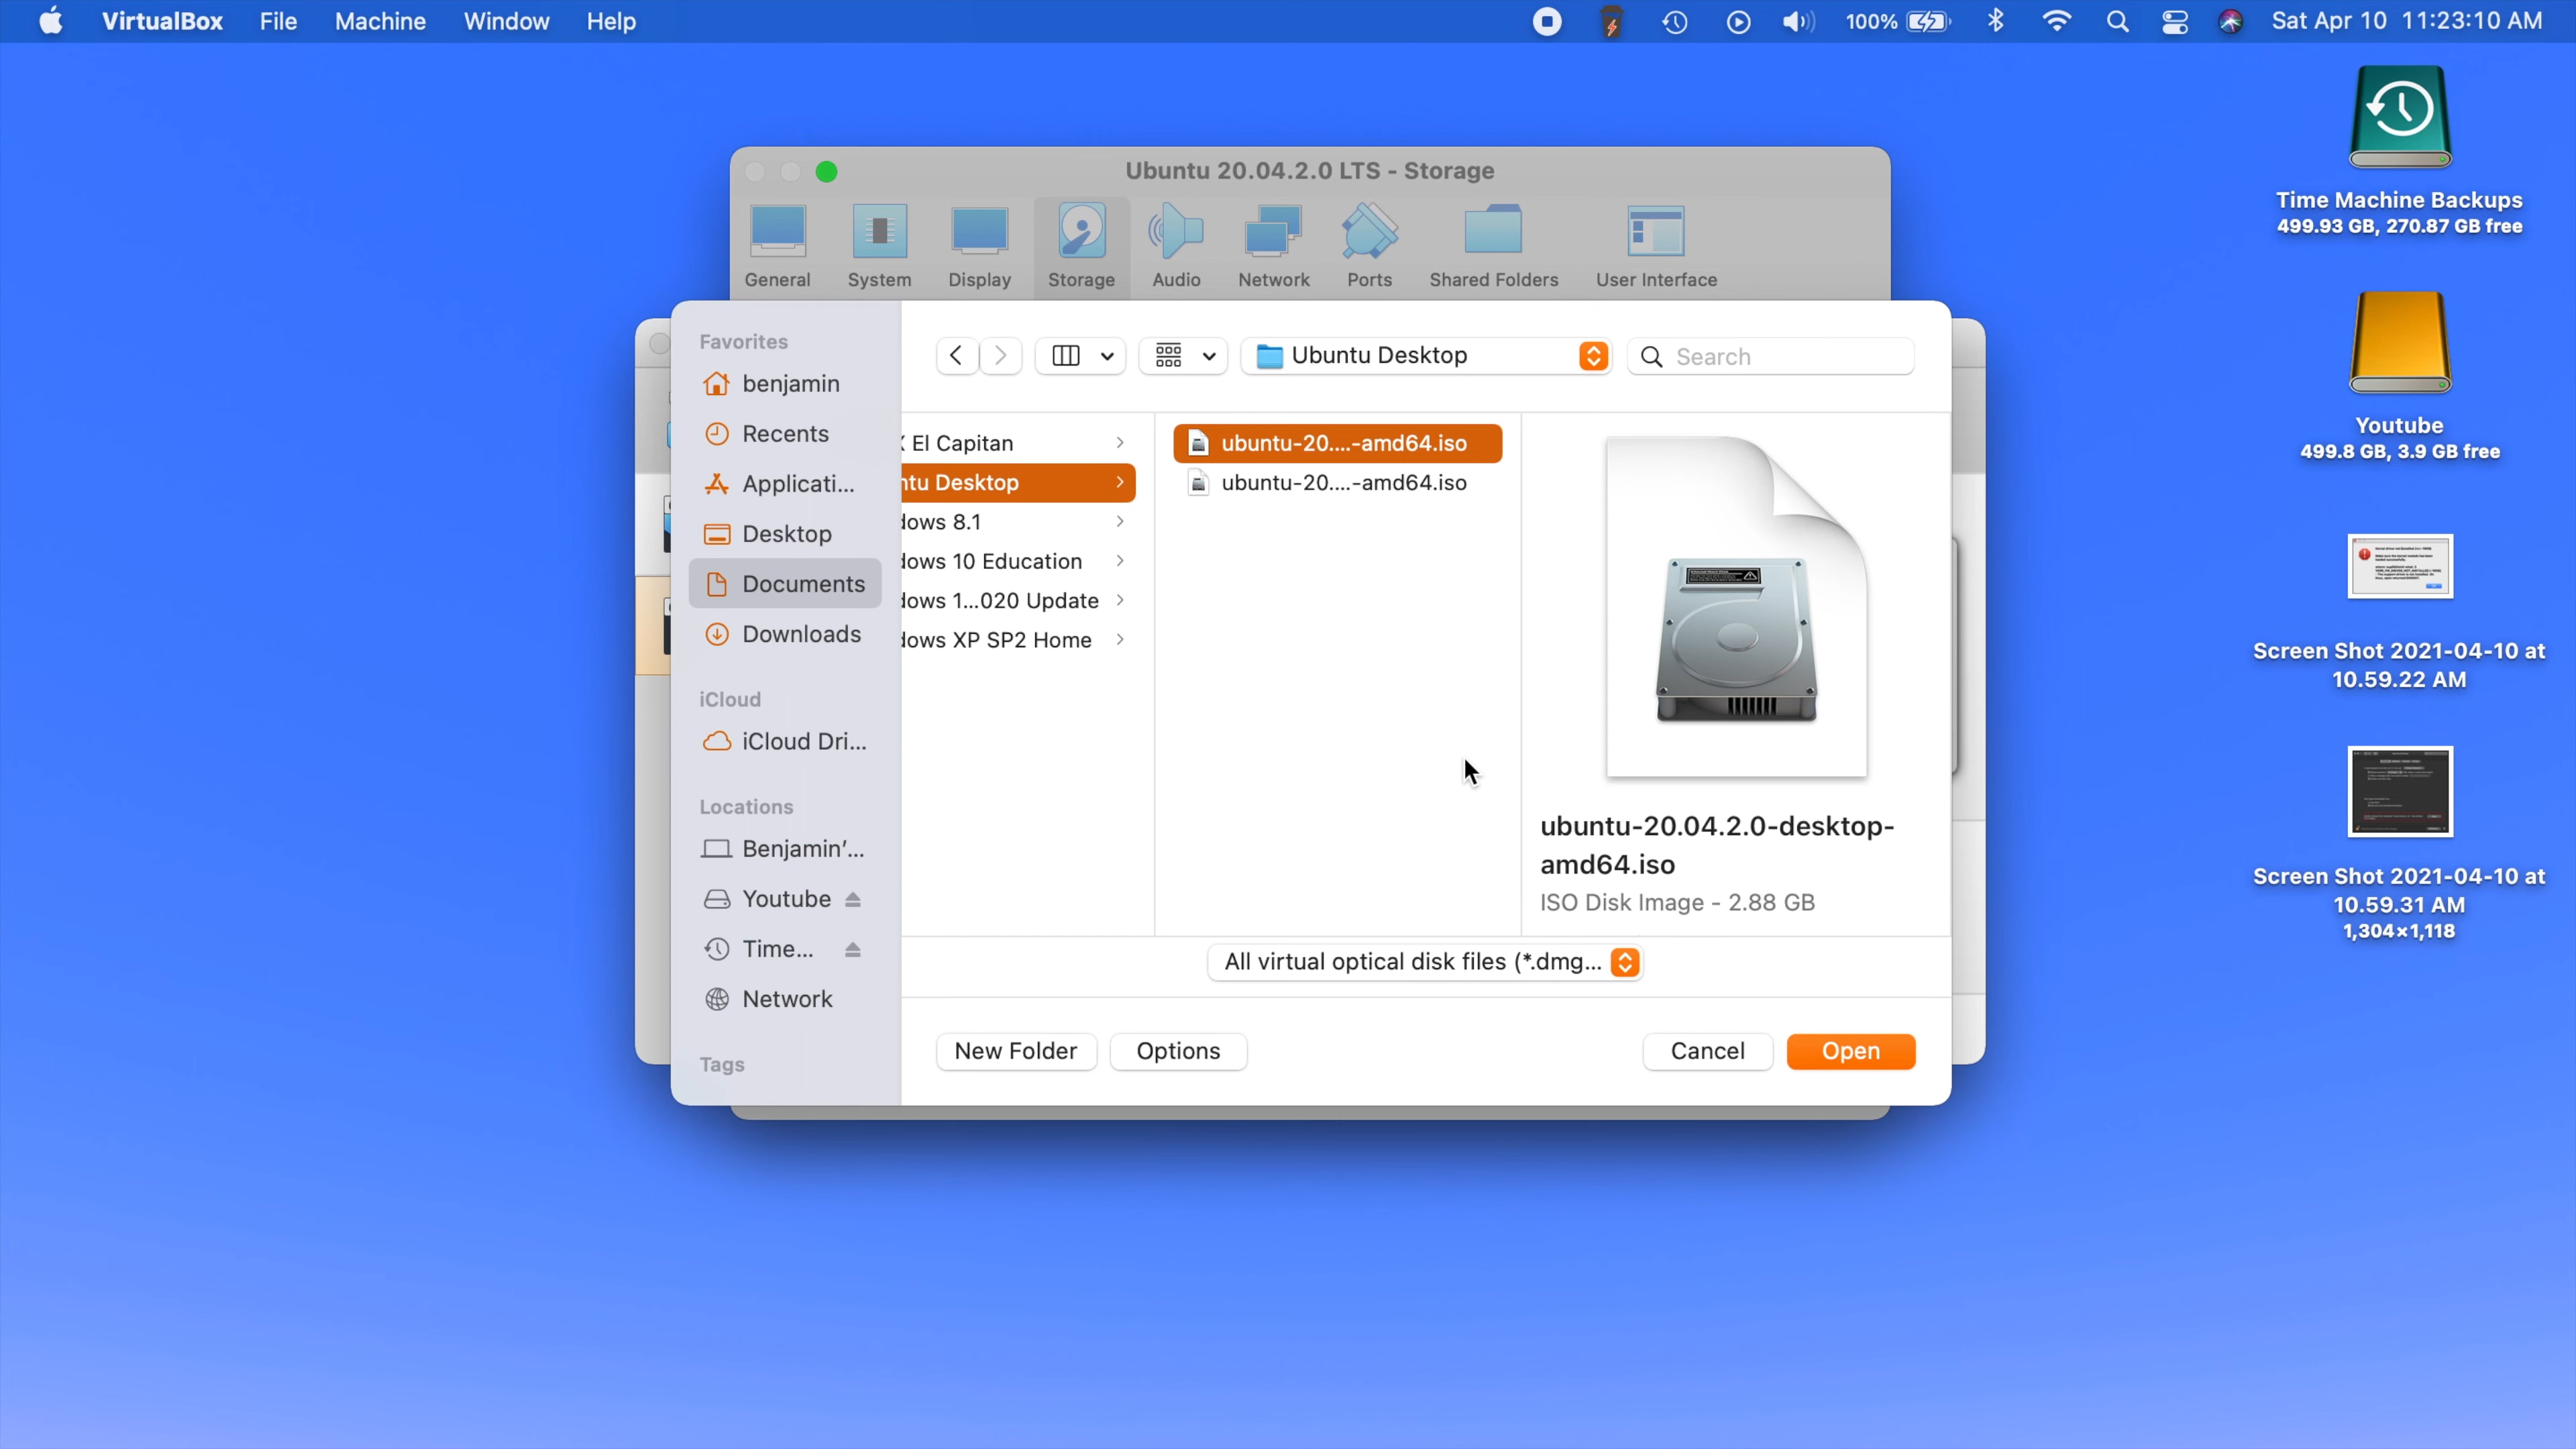 VirtualBox File Machine Window Help 100% Sat Apr 10 11:23:10 AM
Time Machine Backups
499.93 GB, 270.87 GB free
Youtube
499.8 GB, 3.9 GB free
Screen Shot 2021-04-10 at
10.59.22 AM
Screen Shot 2021-04-10 at
10.59.31 AM
1,304×1,118
Ubuntu 20.04.2.0 LTS - Storage
General System Display Storage Audio Network Ports Shared Folders User Interface
Favorites
benjamin
Recents
Applicati...
Desktop
Documents
Downloads
iCloud
iCloud Dri...
Locations
Benjamin'...
Youtube
Time...
Network
Tags
Ubuntu Desktop
Search
El Capitan
ntu Desktop
dows 8.1
dows 10 Education
dows 1...020 Update
dows XP SP2 Home
ubuntu-20....-amd64.iso
ubuntu-20....-amd64.iso
ubuntu-20.04.2.0-desktop-
amd64.iso
ISO Disk Image - 2.88 GB
All virtual optical disk files (*.dmg...
New Folder Options Cancel Open